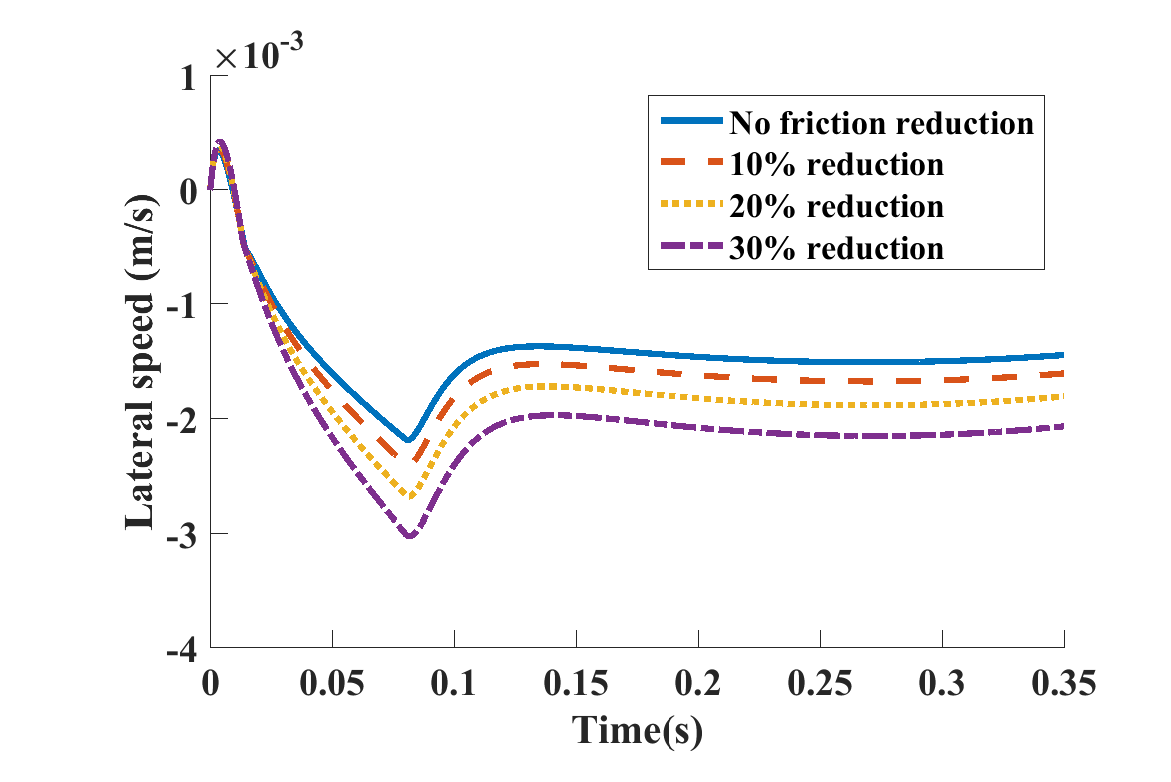 ×10-3
1
0
-1
-2
-3
-4
0
0.05
0.1
0.15
0.2
0.25
0.3
0.35
Time(s)
Lateral speed (m/s)
No friction reduction
10% reduction
20% reduction
30% reduction